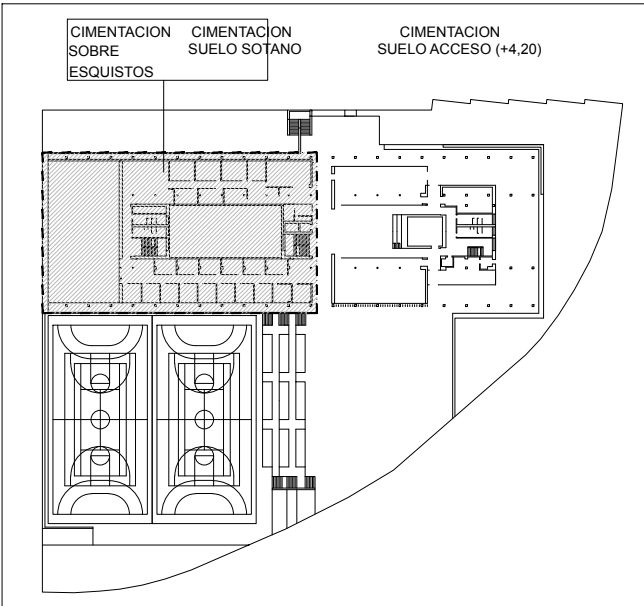 CIMENTACION
SOBRE
ESQUISTOS
CIMENTACION
SUELO SOTANO
CIMENTACION
SUELO ACCESO (+4,20)